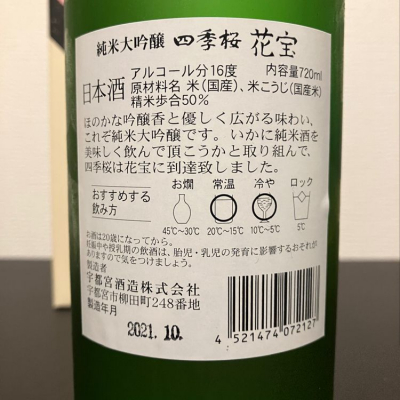 純米大吟醸 四季桜 花宝
日本酒
アルコール分16度 内容量720ml
原材料名 米(国産)、米こうじ(国産米)
精米歩合50%
ほのかな吟醸香と優しく広がる味わい、
これぞ純米大吟醸です。いかに純米酒を
美味しく飲んで頂こうかと取り組んで、
四季桜は花宝に到達致しました。
おすすめする
飲み方
お燗 常温 冷や ロック
45℃~30℃ 20℃~15℃ 10℃~5℃ 5℃
お酒は20歳になってから。
妊娠中や授乳期の飲酒は、胎児・乳児の発育に影響するおそれが
ありますので気をつけましょう。
製造者
宇都宮酒造株式会社
宇都宮市柳田町248番地
製造年月
2021.10.
4 521474 072127